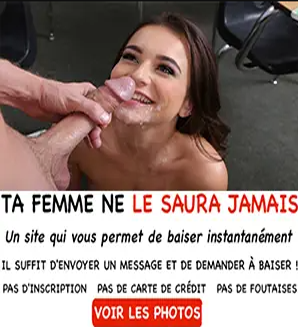 TA FEMME NE LE SAURA JAMAIS
Un site qui vous permet de baiser instantanément
IL SUFFIT D'ENVOYER UN MESSAGE ET DE DEMANDER À BAISER !
PAS D'INSCRIPTION PAS DE CARTE DE CRÉDIT PAS DE FOUTAISES
VOIR LES PHOTOS